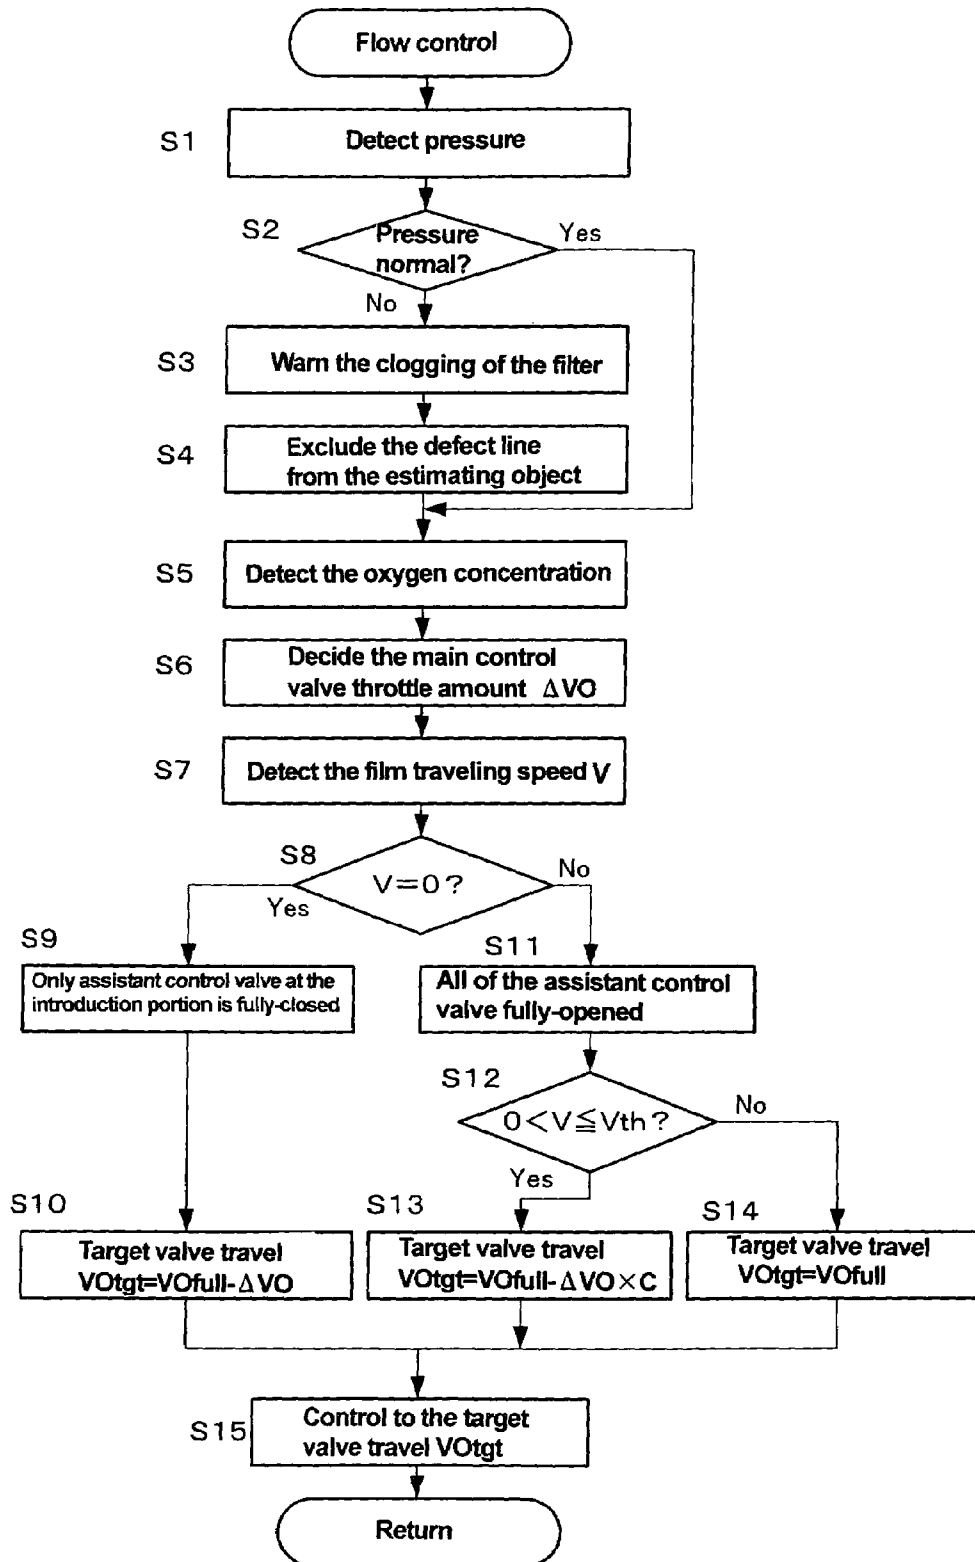 Flow control
S1
Detect pressure
S2
Pressure
normal?
Yes
No
S3
Warn the clogging of the filter
S4
Exclude the defect line
from the estimating object
S5
Detect the oxygen concentration
S6
Decide the main control
valve throttle amount ΔVO
S7
Detect the film traveling speed V
S8
V=0?
No
Yes
S9
Only assistant control valve at the
introduction portion is fully-closed
S11
All of the assistant control
valve fully-opened
S12
0<V≦Vth?
No
Yes
S10
Target valve travel
VOtgt=VOfull-ΔVO
S13
Target valve travel
VOtgt=VOfull-ΔVO×C
S14
Target valve travel
VOtgt=VOfull
S15
Control to the target
valve travel VOtgt
Return